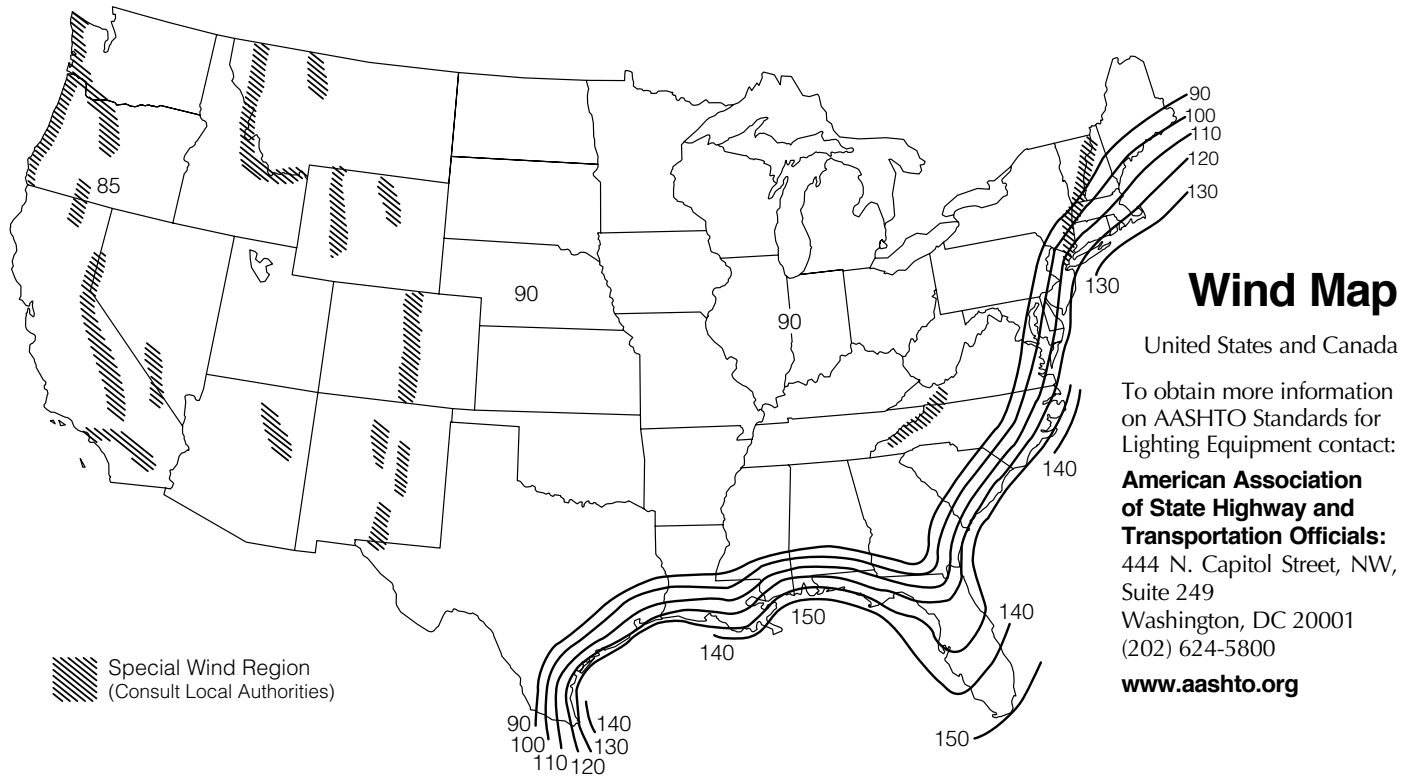 90
100
110
120
130
85
130
Wind Map
90
90
United States and Canada
To obtain more information
on AASHTO Standards for
Lighting Equipment contact:
140
American Association
of State Highway and
Transportation Officials:
444 N. Capitol Street, NW,
Suite 249
Washington, DC 20001
(202) 624-5800
www.aashto.org
150
140
140
Special Wind Region
(Consult Local Authorities)
90
100
110
120
130
140
150